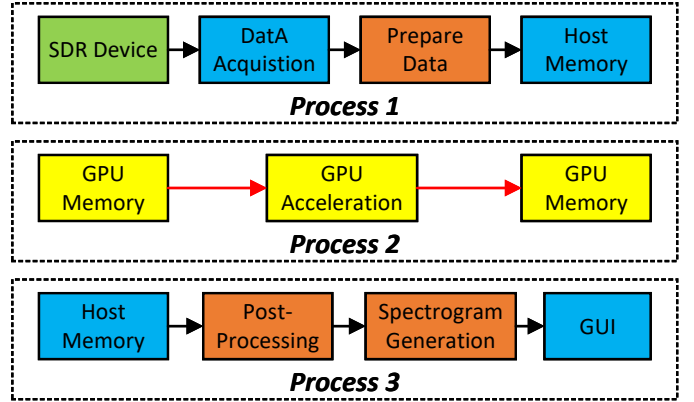 SDR Device
DatA
Acquistion
Prepare
Data
Host
Memory
Process 1
GPU
Memory
GPU
Acceleration
GPU
Memory
Process 2
Host
Memory
Post-
Processing
Spectrogram
Generation
GUI
Process 3